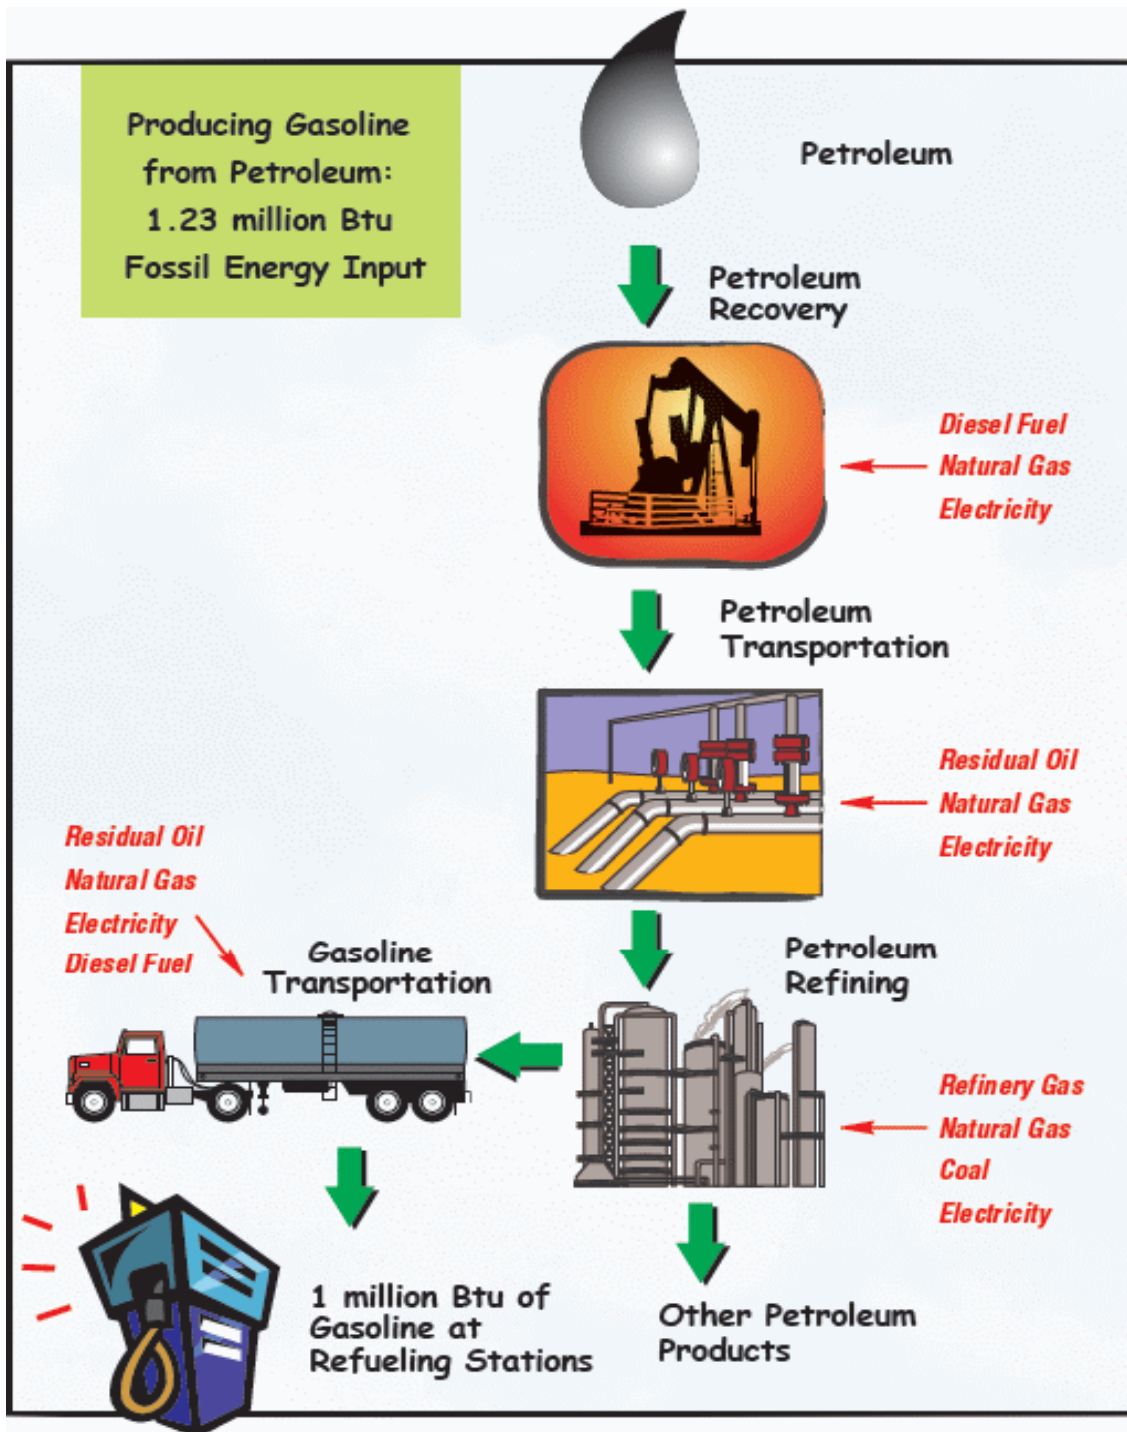 Producing Gasoline
from Petroleum:
1.23 million Btu
Fossil Energy Input
Petroleum
Petroleum
Recovery
Diesel Fuel
Natural Gas
Electricity
Petroleum
Transportation
Residual Oil
Natural Gas
Electricity
Residual Oil
Natural Gas
Electricity
Diesel Fuel
Gasoline
Transportation
Petroleum
Refining
Refinery Gas
Natural Gas
Coal
Electricity
1 million Btu of
Gasoline at
Refueling Stations
Other Petroleum
Products